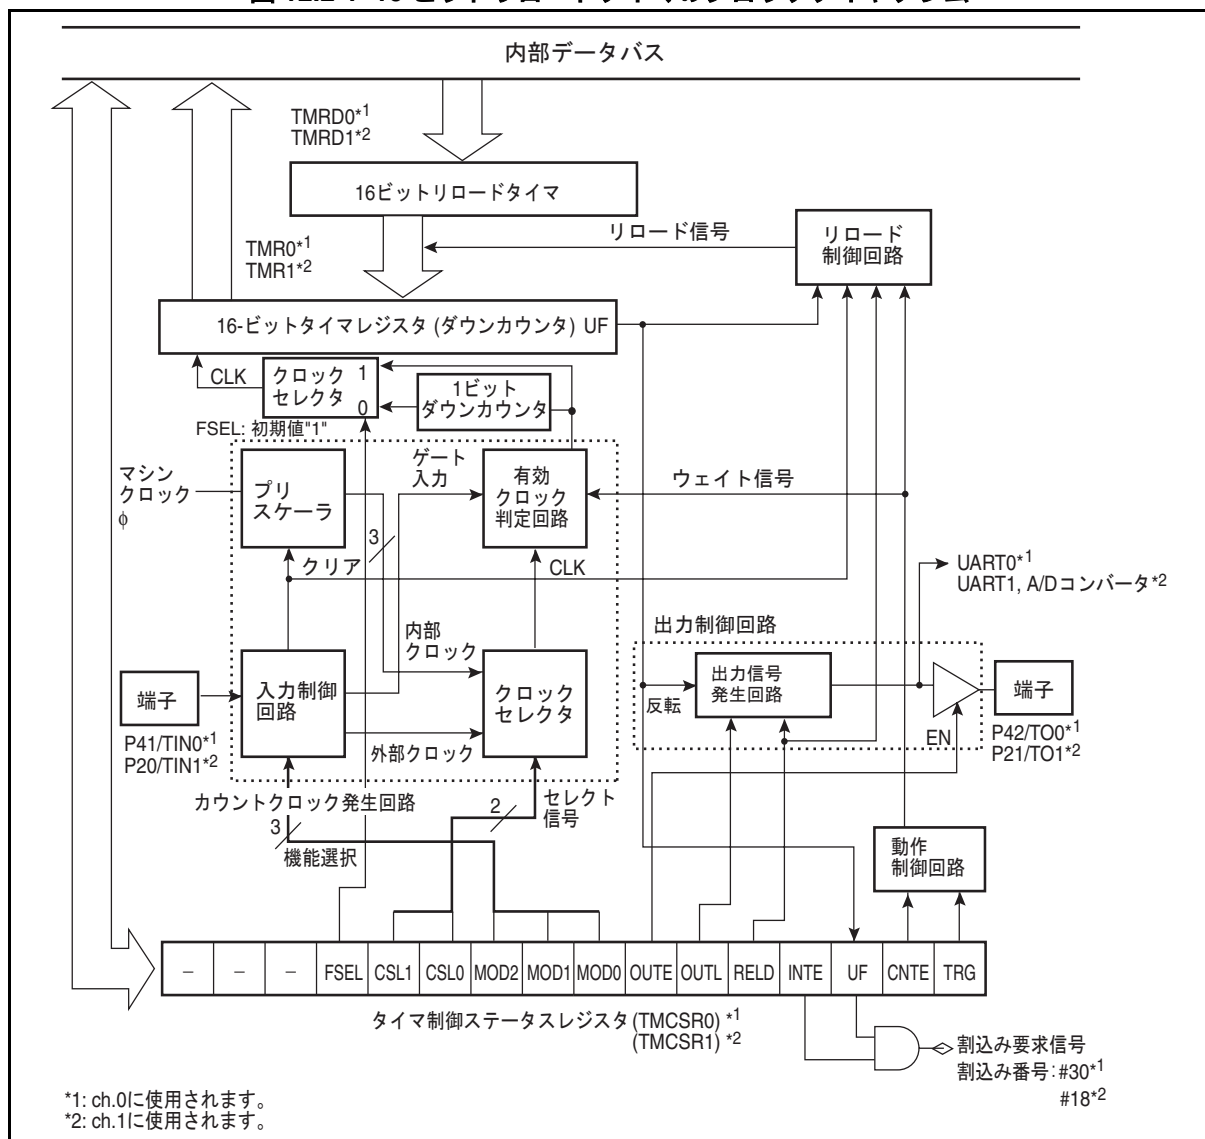 内部データバス
TMRD0*1
TMRD1*2
16ビットリロードタイマ
リロード信号
リロード
制御回路
TMR0*1
TMR1*2
16-ビットタイマレジスタ (ダウンカウンタ) UF
CLK
クロック 1
セレクタ 0
1ビット
ダウンカウンタ
FSEL: 初期値"1"
マシン
クロック
φ
プリ
スケーラ
ゲート
入力
有効
クロック
判定回路
ウェイト信号
3
クリア
CLK
UART0*1
UART1, A/Dコンバータ*2
出力制御回路
内部
クロック
端子
入力制御
回路
クロック
セレクタ
反転
出力信号
発生回路
端子
P41/TIN0*1
P20/TIN1*2
外部クロック
EN
P42/TO0*1
P21/TO1*2
カウントクロック発生回路
3
機能選択
2
セレクト
信号
動作
制御回路
– – – FSEL CSL1 CSL0 MOD2 MOD1 MOD0 OUTE OUTL RELD INTE UF CNTE TRG
タイマ制御ステータスレジスタ(TMCSR0) *1
(TMCSR1) *2
割込み要求信号
割込み番号:#30*1
#18*2
*1: ch.0に使用されます。
*2: ch.1に使用されます。